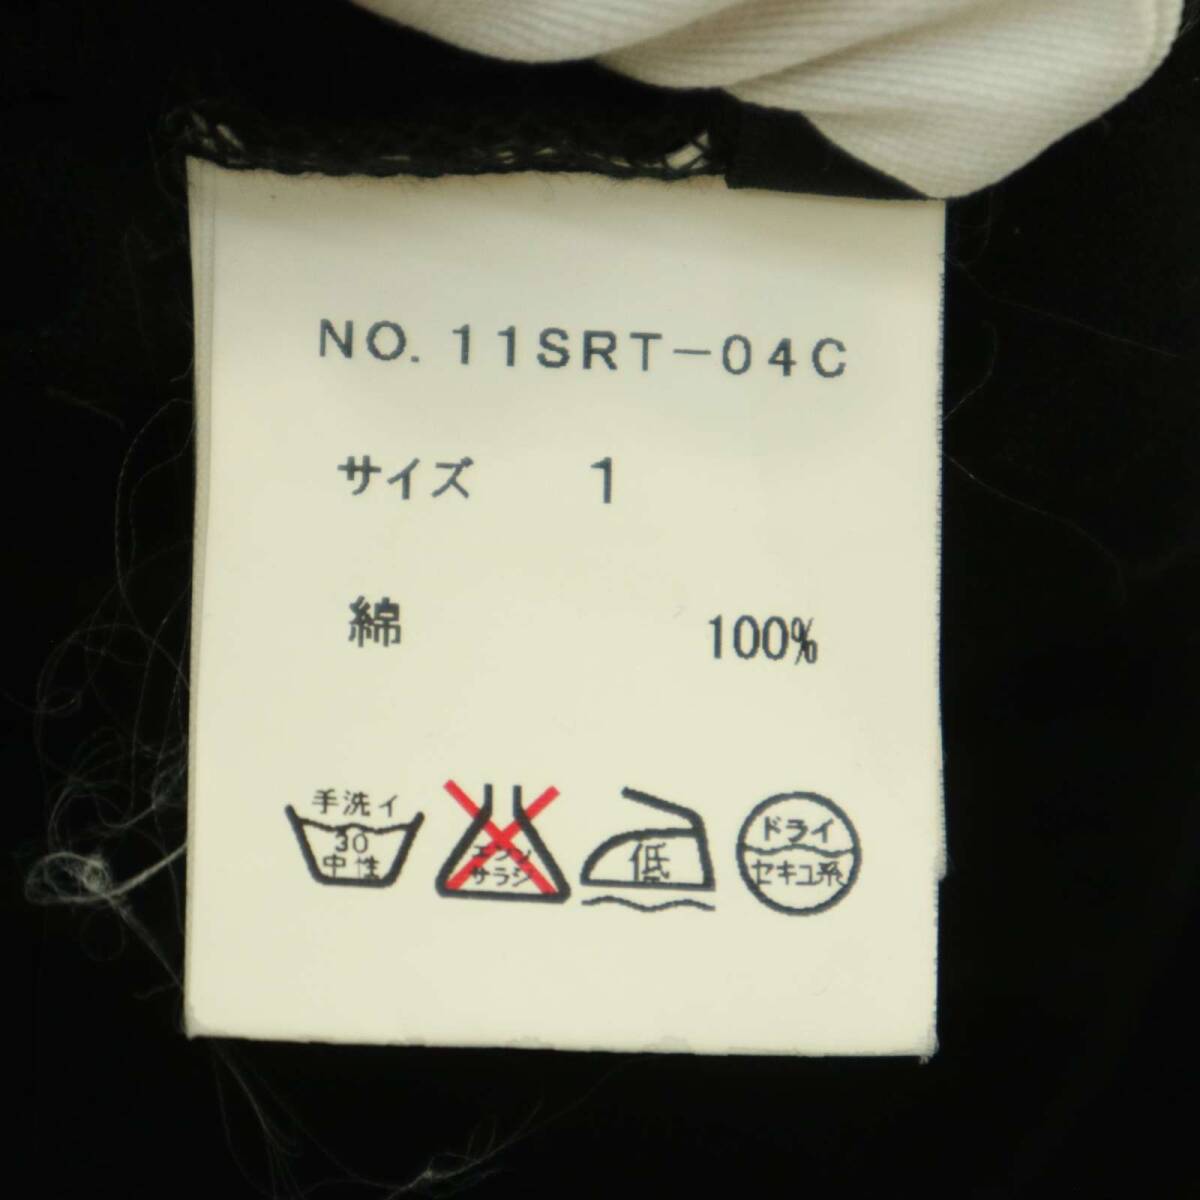 NO. 11SRT-04C
サイズ 1
綿 100%
手洗イ
30
中性
エンソ
サラシ
低
ドライ
セキユ系